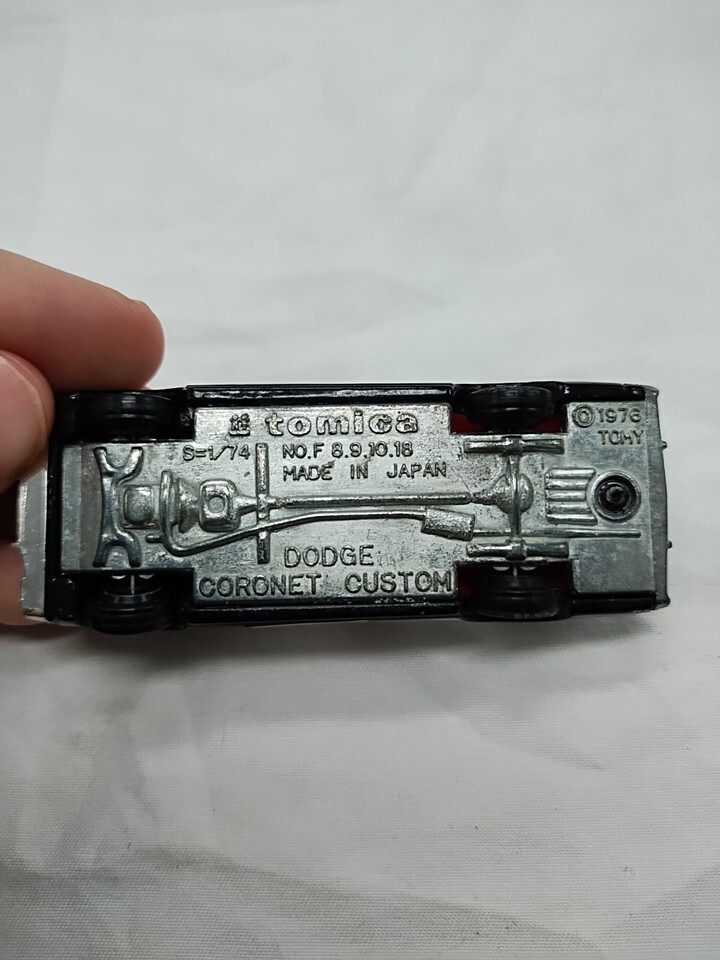 tomica
S=1/74 NO.F 8.9.10.18
MADE IN JAPAN
©1976
TOMY
DODGE
CORONET CUSTOM